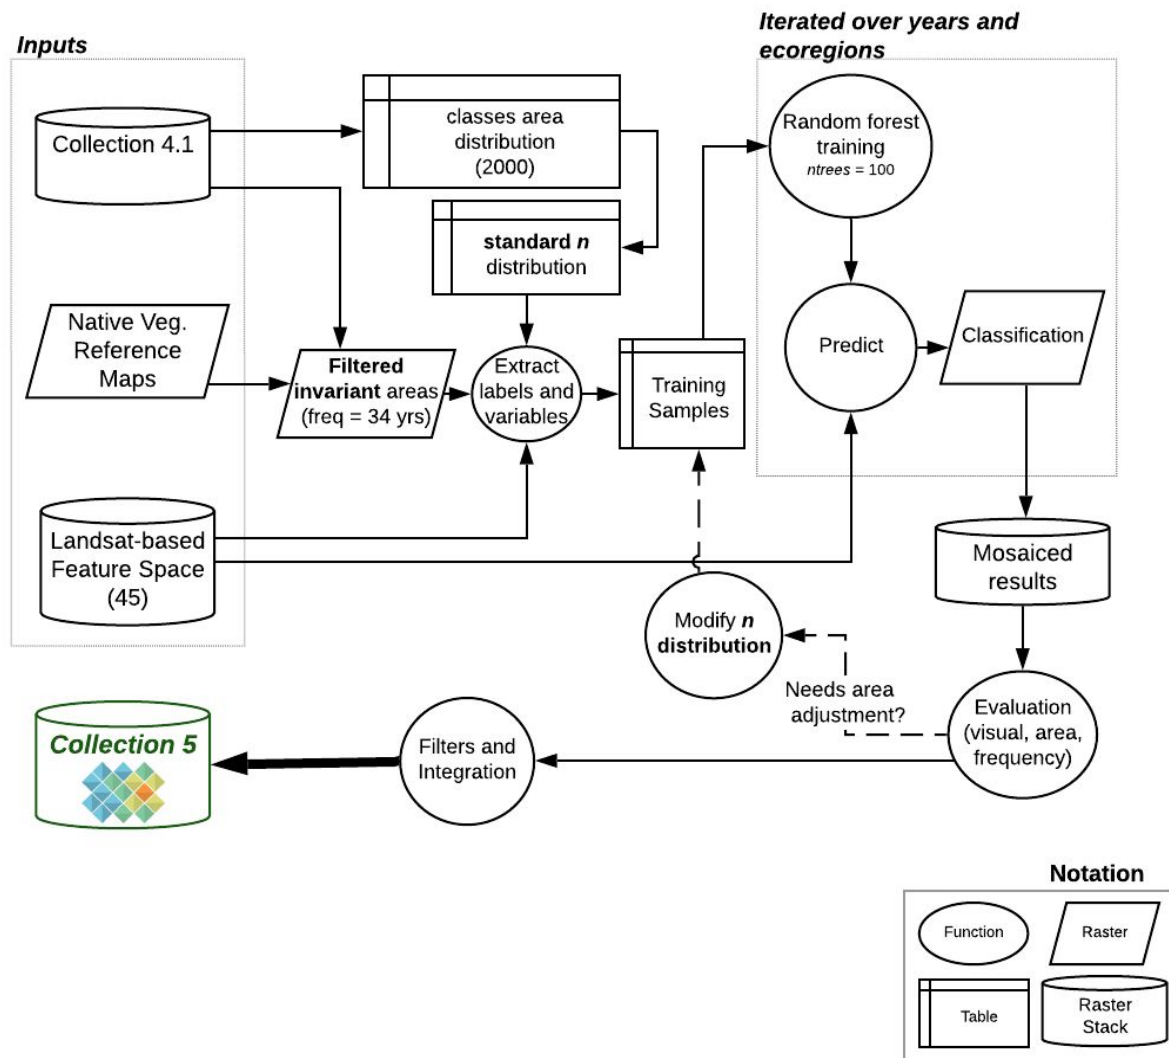 Inputs
Iterated over years and
ecoregions
Collection 4.1
classes area
distribution
(2000)
Random forest
training
ntrees = 100
standard n
distribution
Native Veg.
Reference
Maps
Filtered
invariant areas
(freq = 34 yrs)
Extract
labels and
variables
Training
Samples
Predict
Classification
Landsat-based
Feature Space
(45)
Mosaiced
results
Modify n
distribution
Needs area
adjustment?
Evaluation
(visual, area,
frequency)
Filters and
Integration
Collection 5
Notation
Function
Raster
Table
Raster
Stack